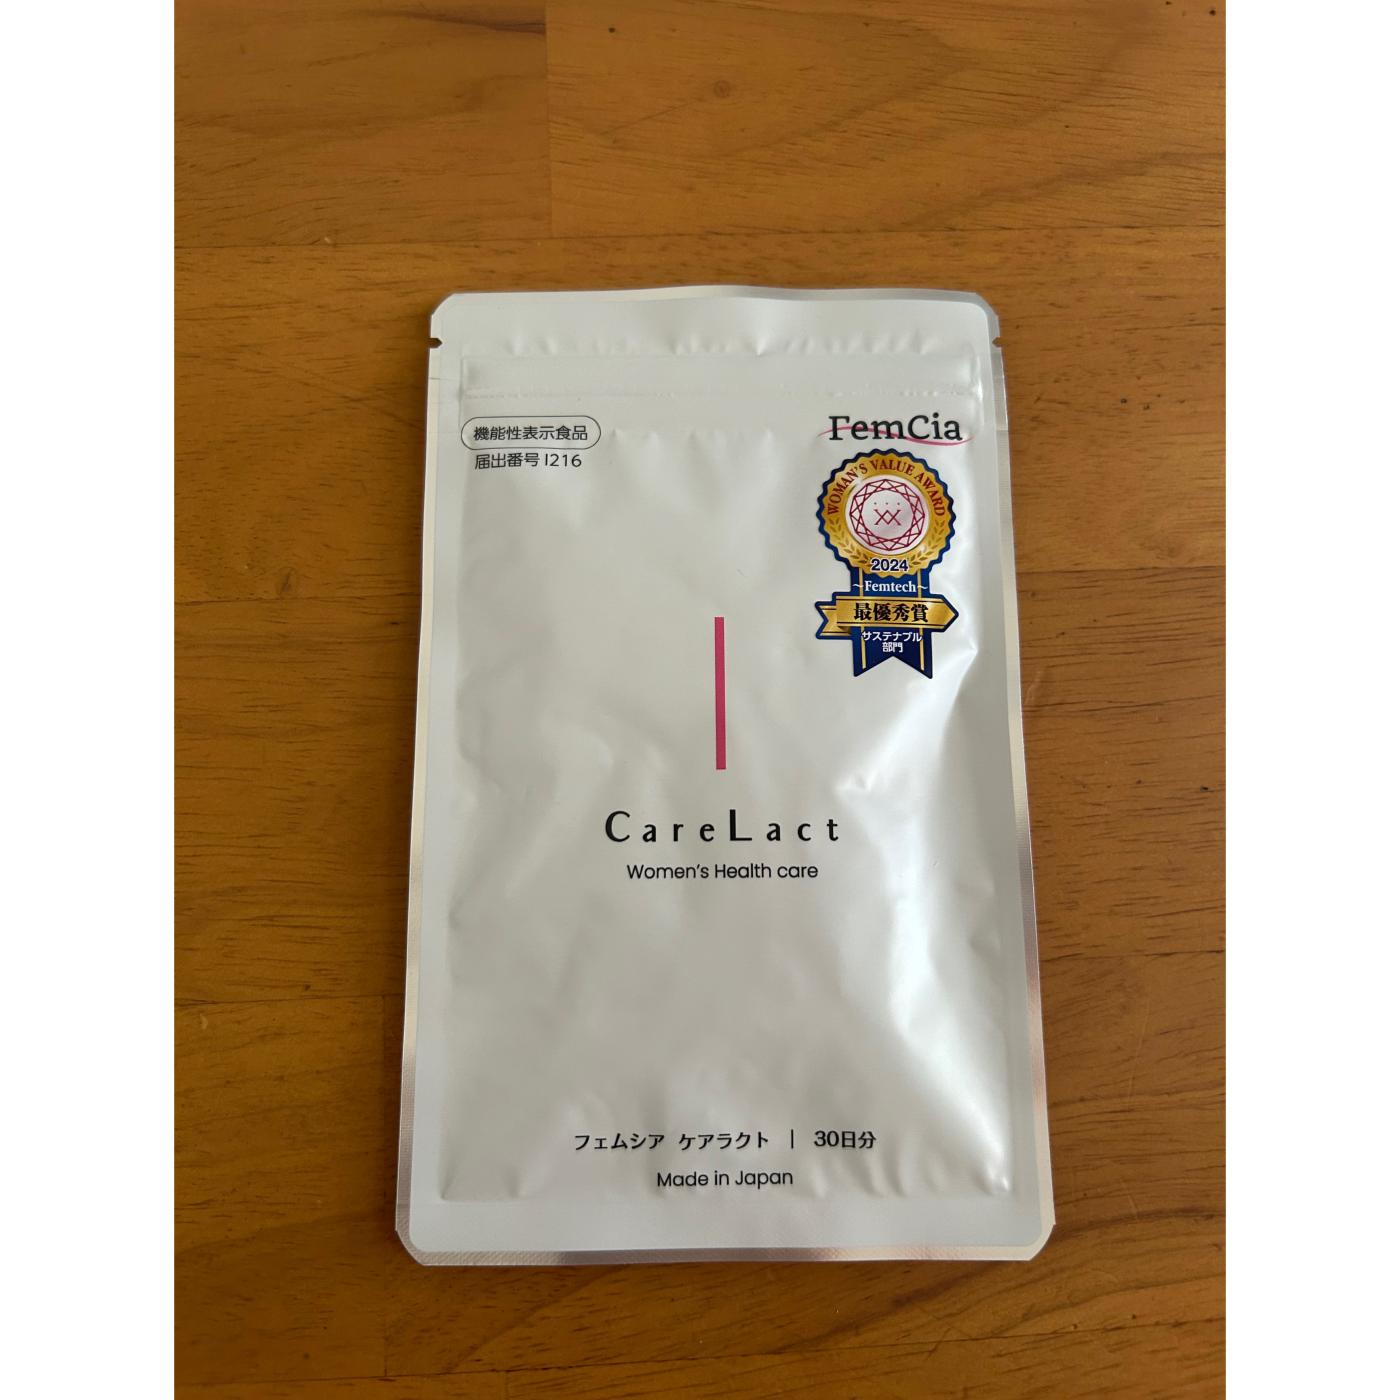 機能性表示食品
届出番号 I216
FemCia
WOMAN'S VALUE AWARD
2024
~Femtech~
最優秀賞
サステナブル
部門
CareLact
Women's Health care
フェムシア ケアラクト | 30日分
Made in Japan